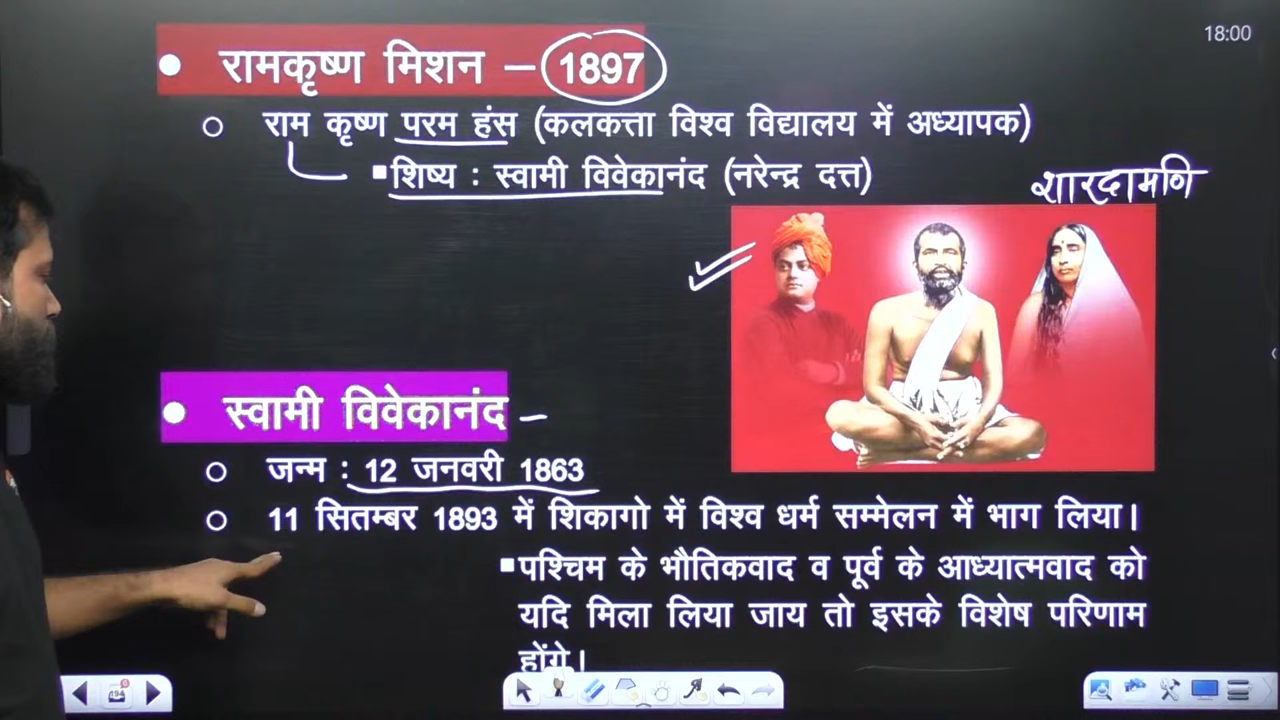 18:00
रामकृष्ण मिशन – 1897
राम कृष्ण परम हंस (कलकत्ता विश्व विद्यालय में अध्यापक)
शिष्य : स्वामी विवेकानंद (नरेन्द्र दत्त)
शारदामणि
स्वामी विवेकानंद –
जन्म : 12 जनवरी 1863
11 सितम्बर 1893 में शिकागो में विश्व धर्म सम्मेलन में भाग लिया।
पश्चिम के भौतिकवाद व पूर्व के आध्यात्मवाद को
यदि मिला लिया जाय तो इसके विशेष परिणाम
होंगे।
194